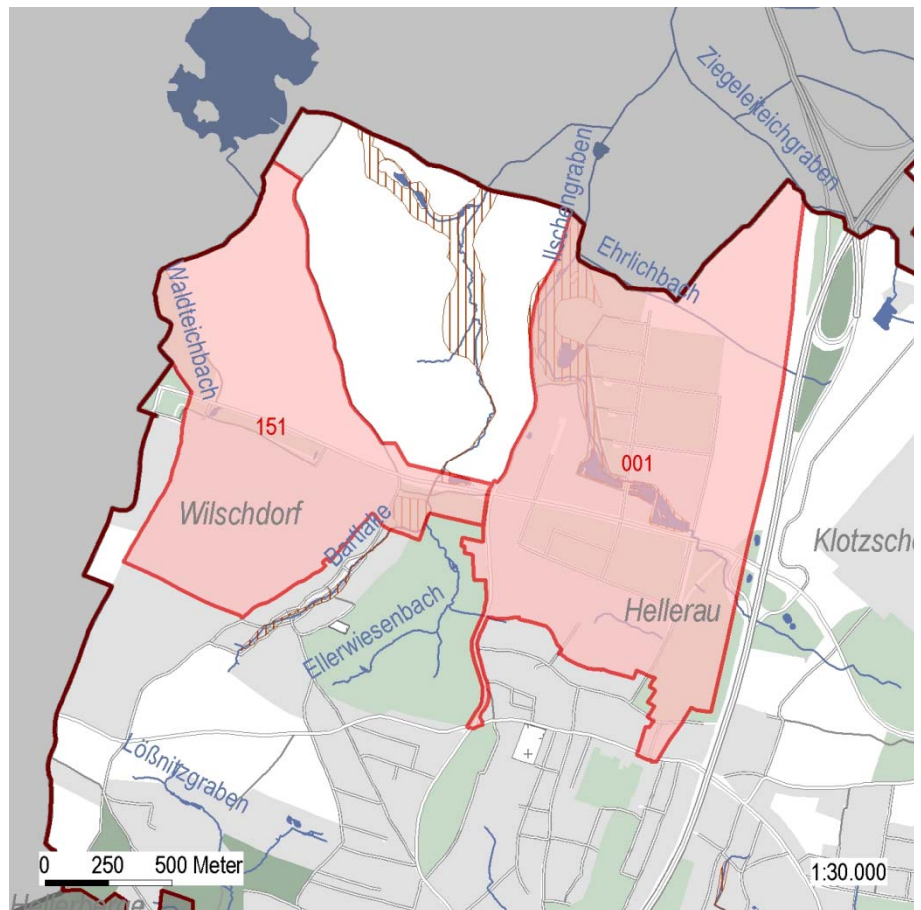 Ziegeleiteichgraben
Ilschengraben
Ehrlichbach
Waldteichbach
151
001
Wilschdorf
Bartlake
Klotzsche
Hellerau
Ellerwiesenbach
Lößnitzgraben
0 250 500 Meter
1:30.000